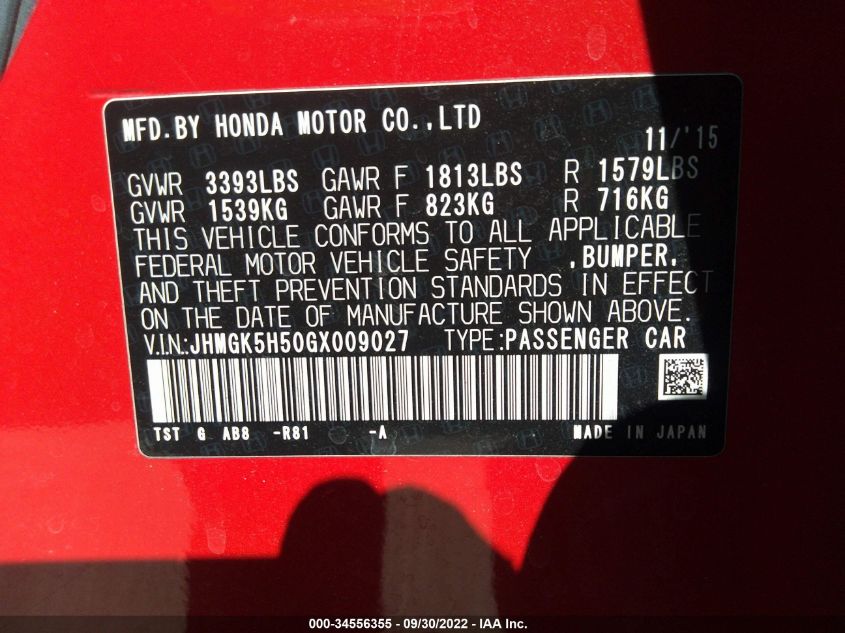 MFD.BY HONDA MOTOR CO.,LTD
11/'15
GVWR 3393LBS GAWR F 1813LBS R 1579LBS
GVWR 1539KG GAWR F 823KG R 716KG
THIS VEHICLE CONFORMS TO ALL APPLICABLE
FEDERAL MOTOR VEHICLE SAFETY ,BUMPER,
AND THEFT PREVENTION STANDARDS IN EFFECT
ON THE DATE OF MANUFACTURE SHOWN ABOVE.
V.I.N.:JHMGK5H50GX009027 TYPE:PASSENGER CAR
TST G AB8 -R81 -A MADE IN JAPAN
000-34556355 - 09/30/2022 - IAA Inc.